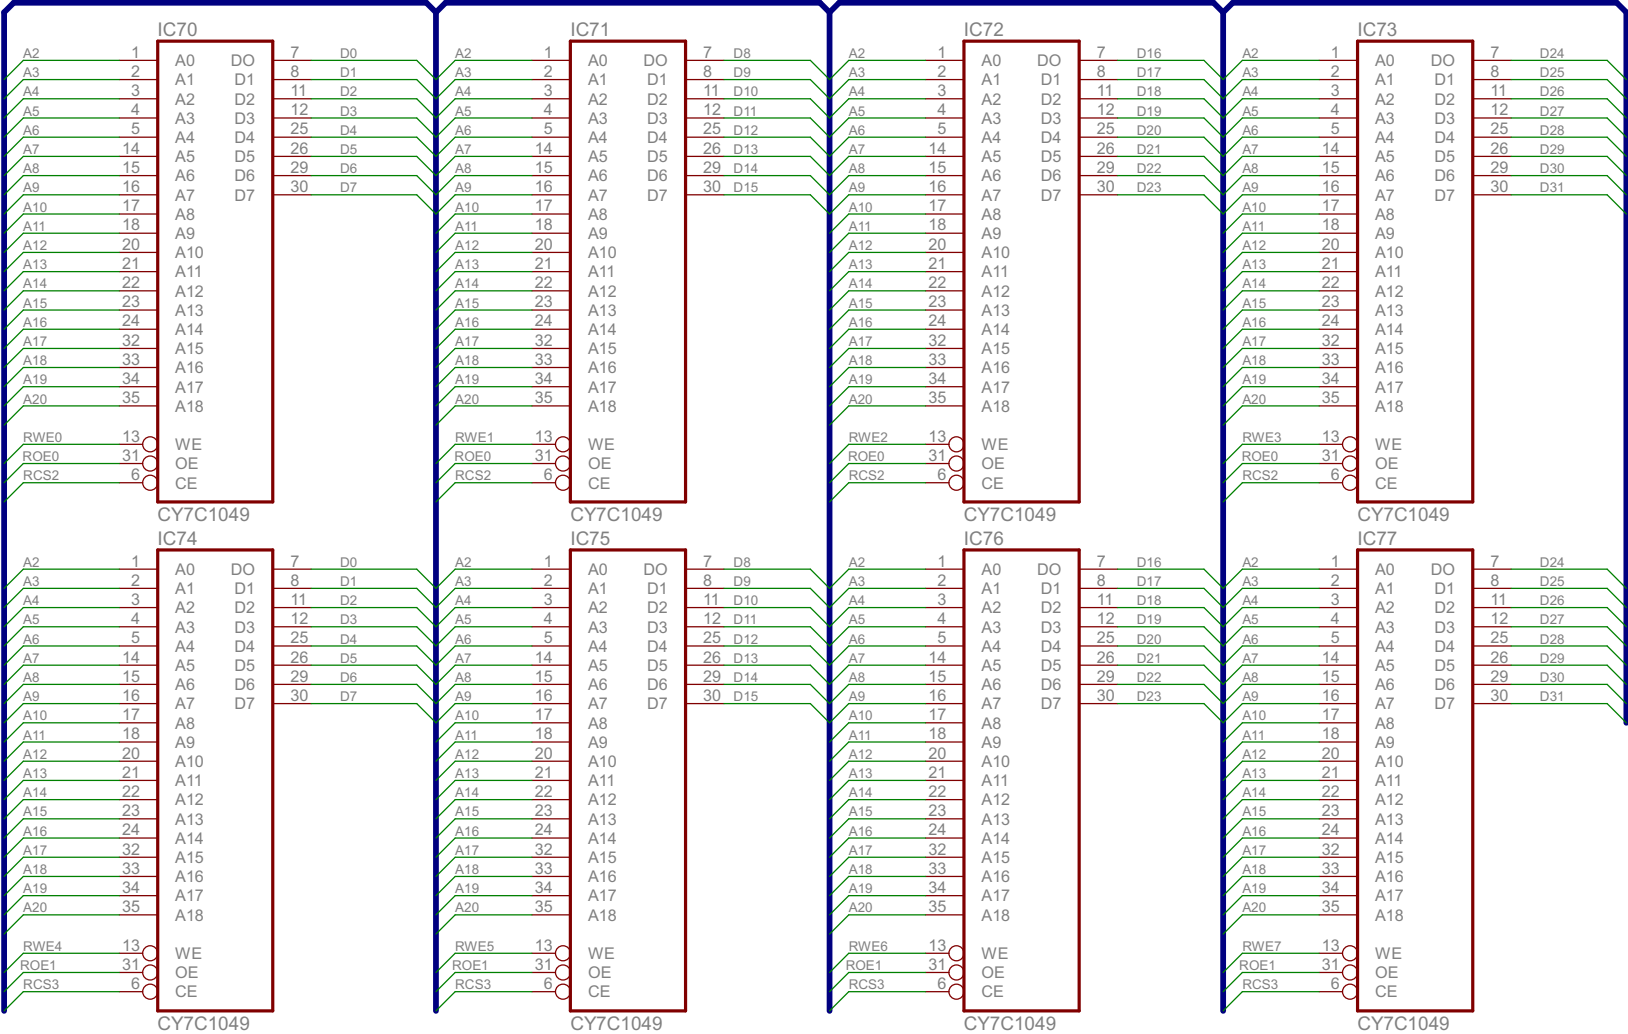 IC70 IC71 IC72 IC73
A2 1 A0 DO 7 D0 A2 1 A0 DO 7 D8 A2 1 A0 DO 7 D16 A2 1 A0 DO 7 D24
A3 2 A1 D1 8 D1 A3 2 A1 D1 8 D9 A3 2 A1 D1 8 D17 A3 2 A1 D1 8 D25
A4 3 A2 D2 11 D2 A4 3 A2 D2 11 D10 A4 3 A2 D2 11 D18 A4 3 A2 D2 11 D26
A5 4 A3 D3 12 D3 A5 4 A3 D3 12 D11 A5 4 A3 D3 12 D19 A5 4 A3 D3 12 D27
A6 5 A4 D4 25 D4 A6 5 A4 D4 25 D12 A6 5 A4 D4 25 D20 A6 5 A4 D4 25 D28
A7 14 A5 D5 26 D5 A7 14 A5 D5 26 D13 A7 14 A5 D5 26 D21 A7 14 A5 D5 26 D29
A8 15 A6 D6 29 D6 A8 15 A6 D6 29 D14 A8 15 A6 D6 29 D22 A8 15 A6 D6 29 D30
A9 16 A7 D7 30 D7 A9 16 A7 D7 30 D15 A9 16 A7 D7 30 D23 A9 16 A7 D7 30 D31
A10 17 A8 A10 17 A8 A10 17 A8 A10 17 A8
A11 18 A9 A11 18 A9 A11 18 A9 A11 18 A9
A12 20 A10 A12 20 A10 A12 20 A10 A12 20 A10
A13 21 A11 A13 21 A11 A13 21 A11 A13 21 A11
A14 22 A12 A14 22 A12 A14 22 A12 A14 22 A12
A15 23 A13 A15 23 A13 A15 23 A13 A15 23 A13
A16 24 A14 A16 24 A14 A16 24 A14 A16 24 A14
A17 32 A15 A17 32 A15 A17 32 A15 A17 32 A15
A18 33 A16 A18 33 A16 A18 33 A16 A18 33 A16
A19 34 A17 A19 34 A17 A19 34 A17 A19 34 A17
A20 35 A18 A20 35 A18 A20 35 A18 A20 35 A18
RWE0 13 WE RWE1 13 WE RWE2 13 WE RWE3 13 WE
ROE0 31 OE ROE0 31 OE ROE0 31 OE ROE0 31 OE
RCS2 6 CE RCS2 6 CE RCS2 6 CE RCS2 6 CE
CY7C1049 CY7C1049 CY7C1049 CY7C1049
IC74 IC75 IC76 IC77
A2 1 A0 DO 7 D0 A2 1 A0 DO 7 D8 A2 1 A0 DO 7 D16 A2 1 A0 DO 7 D24
A3 2 A1 D1 8 D1 A3 2 A1 D1 8 D9 A3 2 A1 D1 8 D17 A3 2 A1 D1 8 D25
A4 3 A2 D2 11 D2 A4 3 A2 D2 11 D10 A4 3 A2 D2 11 D18 A4 3 A2 D2 11 D26
A5 4 A3 D3 12 D3 A5 4 A3 D3 12 D11 A5 4 A3 D3 12 D19 A5 4 A3 D3 12 D27
A6 5 A4 D4 25 D4 A6 5 A4 D4 25 D12 A6 5 A4 D4 25 D20 A6 5 A4 D4 25 D28
A7 14 A5 D5 26 D5 A7 14 A5 D5 26 D13 A7 14 A5 D5 26 D21 A7 14 A5 D5 26 D29
A8 15 A6 D6 29 D6 A8 15 A6 D6 29 D14 A8 15 A6 D6 29 D22 A8 15 A6 D6 29 D30
A9 16 A7 D7 30 D7 A9 16 A7 D7 30 D15 A9 16 A7 D7 30 D23 A9 16 A7 D7 30 D31
A10 17 A8 A10 17 A8 A10 17 A8 A10 17 A8
A11 18 A9 A11 18 A9 A11 18 A9 A11 18 A9
A12 20 A10 A12 20 A10 A12 20 A10 A12 20 A10
A13 21 A11 A13 21 A11 A13 21 A11 A13 21 A11
A14 22 A12 A14 22 A12 A14 22 A12 A14 22 A12
A15 23 A13 A15 23 A13 A15 23 A13 A15 23 A13
A16 24 A14 A16 24 A14 A16 24 A14 A16 24 A14
A17 32 A15 A17 32 A15 A17 32 A15 A17 32 A15
A18 33 A16 A18 33 A16 A18 33 A16 A18 33 A16
A19 34 A17 A19 34 A17 A19 34 A17 A19 34 A17
A20 35 A18 A20 35 A18 A20 35 A18 A20 35 A18
RWE4 13 WE RWE5 13 WE RWE6 13 WE RWE7 13 WE
ROE1 31 OE ROE1 31 OE ROE1 31 OE ROE1 31 OE
RCS3 6 CE RCS3 6 CE RCS3 6 CE RCS3 6 CE
CY7C1049 CY7C1049 CY7C1049 CY7C1049